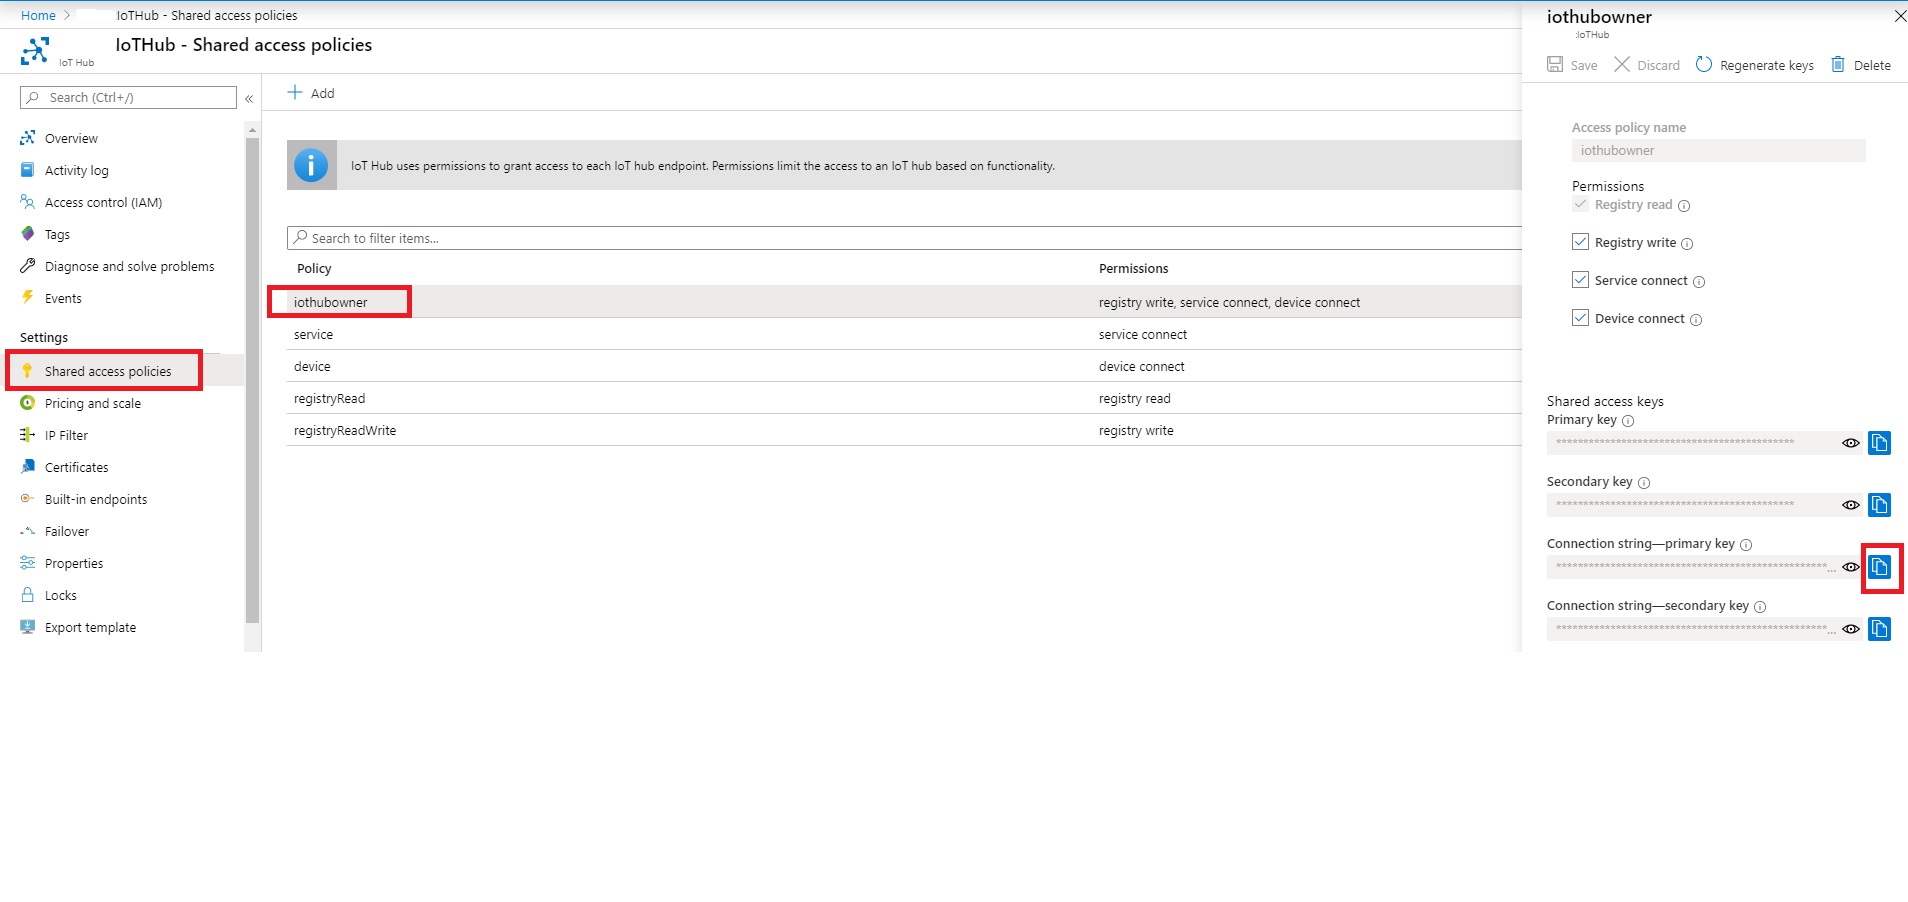 Home > IoTHub - Shared access policies
IoTHub - Shared access policies
IoT Hub
Search (Ctrl+/)
«
Overview
Activity log
Access control (IAM)
Tags
Diagnose and solve problems
Events
Settings
Shared access policies
Pricing and scale
IP Filter
Certificates
Built-in endpoints
Failover
Properties
Locks
Export template
+ Add
IoT Hub uses permissions to grant access to each IoT hub endpoint. Permissions limit the access to an IoT hub based on functionality.
Search to filter items...
Policy Permissions
iothubowner registry write, service connect, device connect
service service connect
device device connect
registryRead registry read
registryReadWrite registry write
iothubowner
:IoTHub
Save Discard Regenerate keys Delete
Access policy name
iothubowner
Permissions
Registry read
Registry write
Service connect
Device connect
Shared access keys
Primary key
Secondary key
Connection string—primary key
Connection string—secondary key